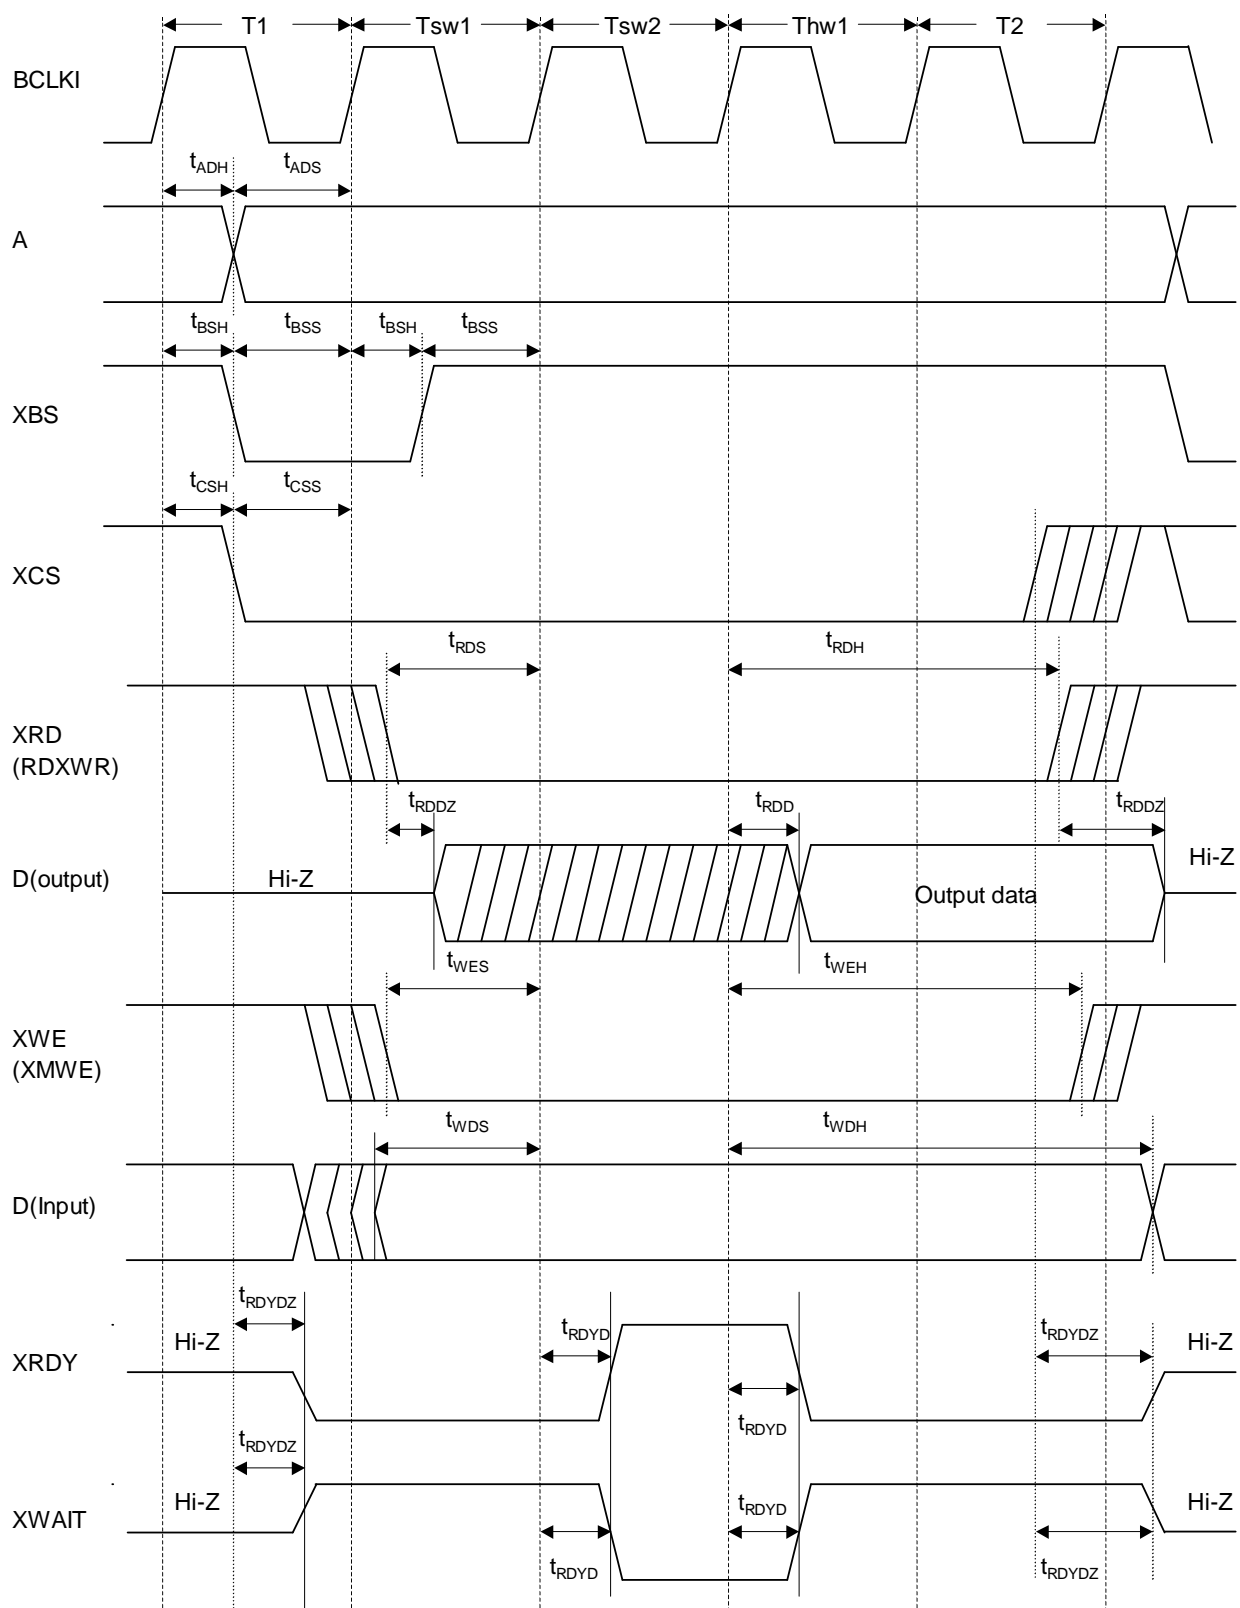 T1 Tsw1 Tsw2 Thw1 T2
BCLKI
tADH tADS
A
tBSH tBSS tBSH tBSS
XBS
tCSH tCSS
XCS
tRDS tRDH
XRD
(RDXWR)
tRDDZ tRDD tRDDZ
D(output) Hi-Z Output data Hi-Z
tWES tWEH
XWE
(XMWE)
tWDS tWDH
D(Input)
tRDYDZ tRDYD tRDYDZ
XRDY Hi-Z Hi-Z
tRDYD
tRDYDZ
XWAIT Hi-Z tRDYD Hi-Z
tRDYD tRDYDZ